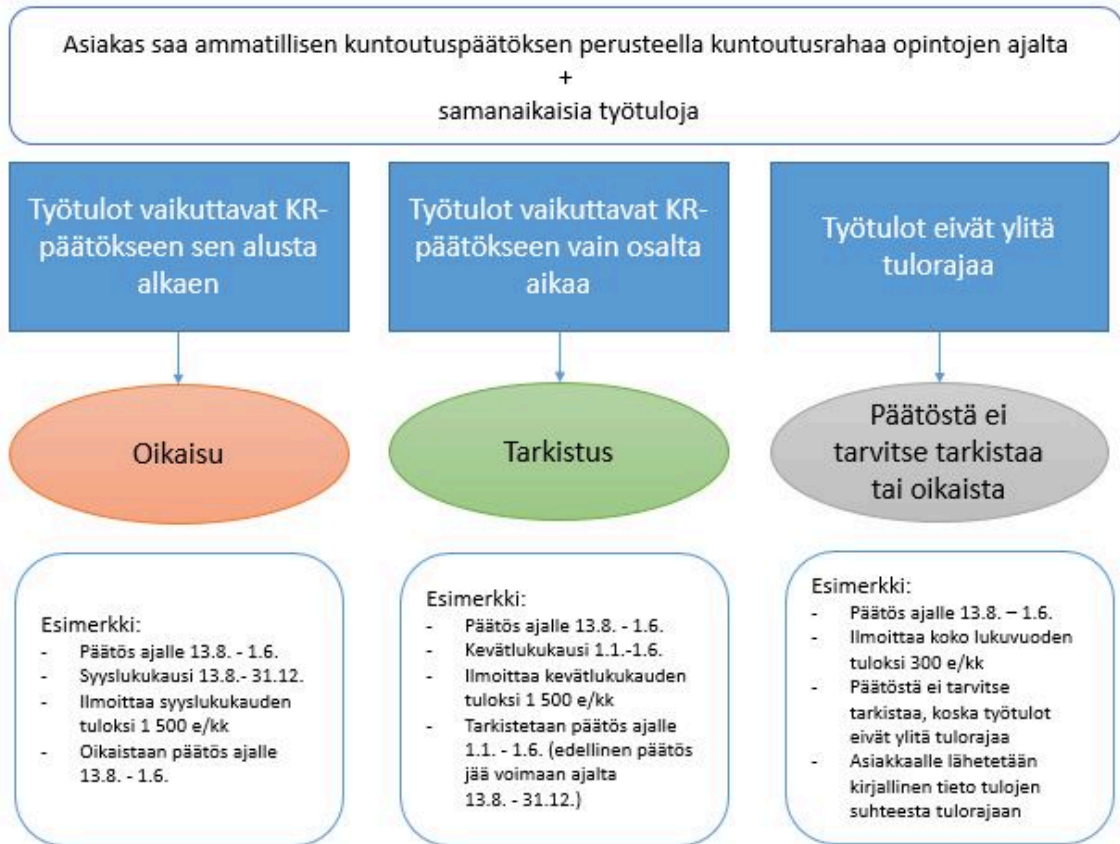 Asiakas saa ammatillisen kuntoutuspäätöksen perusteella kuntoutusrahaa opintojen ajalta
+
samanaikaisia työtuloja
Työtulot vaikuttavat KR-
päätökseen sen alusta
alkaen
Työtulot vaikuttavat KR-
päätökseen vain osalta
aikaa
Työtulot eivät ylitä
tulorajaa
Oikaisu
Tarkistus
Päätöstä ei
tarvitse tarkistaa
tai oikaista
Esimerkki:
- Päätös ajalle 13.8. - 1.6.
- Syyslukukausi 13.8.- 31.12.
- Ilmoittaa syyslukukauden
tuloksi 1 500 e/kk
- Oikaistaan päätös ajalle
13.8. - 1.6.
Esimerkki:
- Päätös ajalle 13.8. - 1.6.
- Kevätlukukausi 1.1.-1.6.
- Ilmoittaa kevätlukukauden
tuloksi 1 500 e/kk
- Tarkistetaan päätös ajalle
1.1. - 1.6. (edellinen päätös
jää voimaan ajalta
13.8. - 31.12.)
Esimerkki:
- Päätös ajalle 13.8. – 1.6.
- Ilmoittaa koko lukuvuoden
tuloksi 300 e/kk
- Päätöstä ei tarvitse
tarkistaa, koska työtulot
eivät ylitä tulorajaa
- Asiakkaalle lähetetään
kirjallinen tieto tulojen
suhteesta tulorajaan